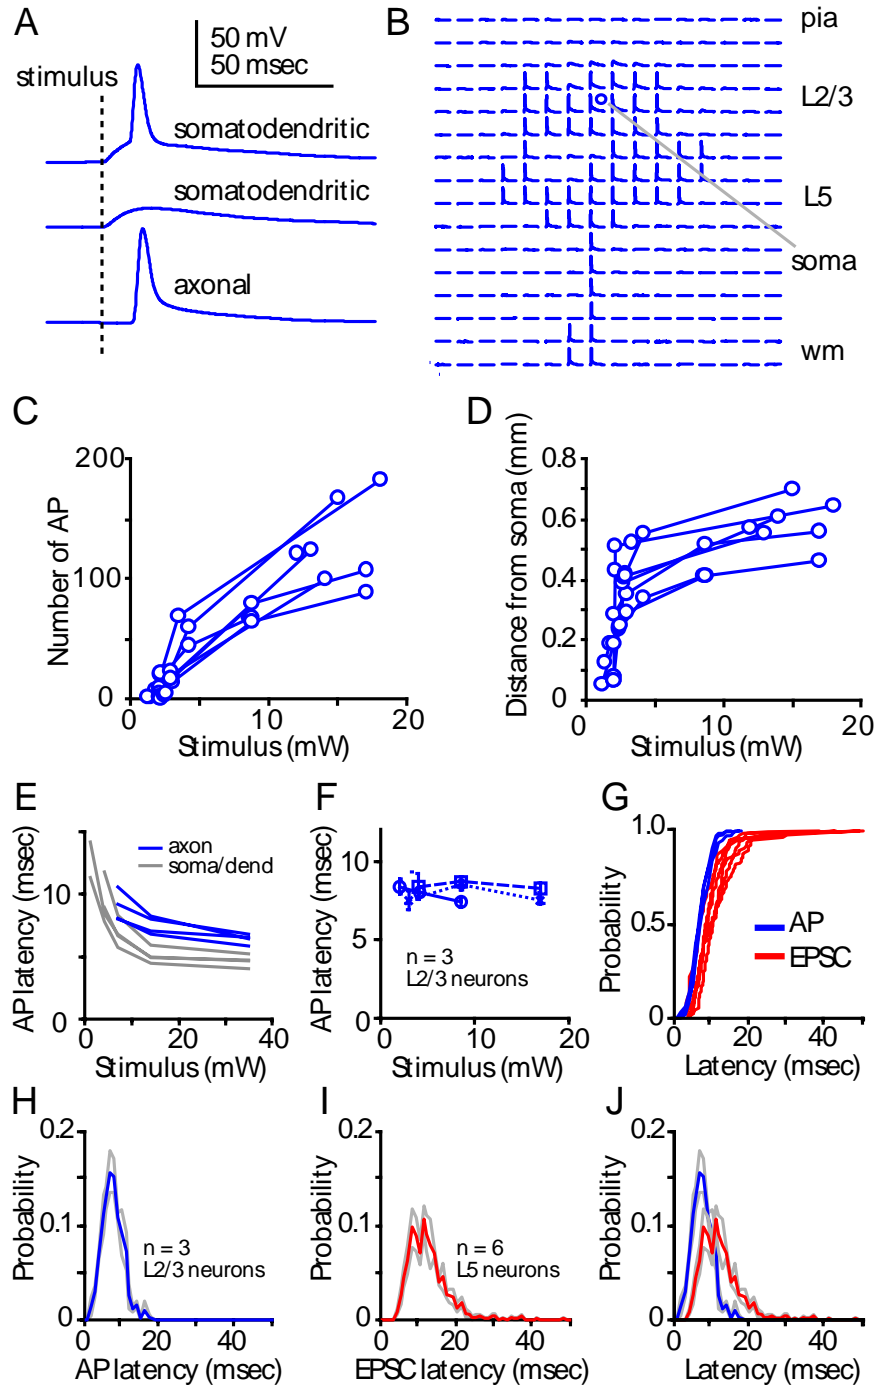 A
50 mV
50 msec
stimulus
somatodendritic
somatodendritic
axonal
B
pia
L2/3
L5
soma
wm
C
200
100
0
Number of AP
0
10
20
Stimulus (mW)
D
0.8
0.6
0.4
0.2
0
Distance from soma (mm)
0
10
20
Stimulus (mW)
E
AP latency (msec)
10
0
axon
soma/dend
0
20
40
Stimulus (mW)
F
AP latency (msec)
10
5
0
n = 3
L2/3 neurons
0
10
20
Stimulus (mW)
G
Probability
1.0
0.5
0
AP
EPSC
0
20
40
Latency (msec)
H
Probability
0.2
0.1
0
n = 3
L2/3 neurons
0
20
40
AP latency (msec)
I
Probability
0.2
0.1
0
n = 6
L5 neurons
0
20
40
EPSC latency (msec)
J
Probability
0.2
0.1
0
0
20
40
Latency (msec)